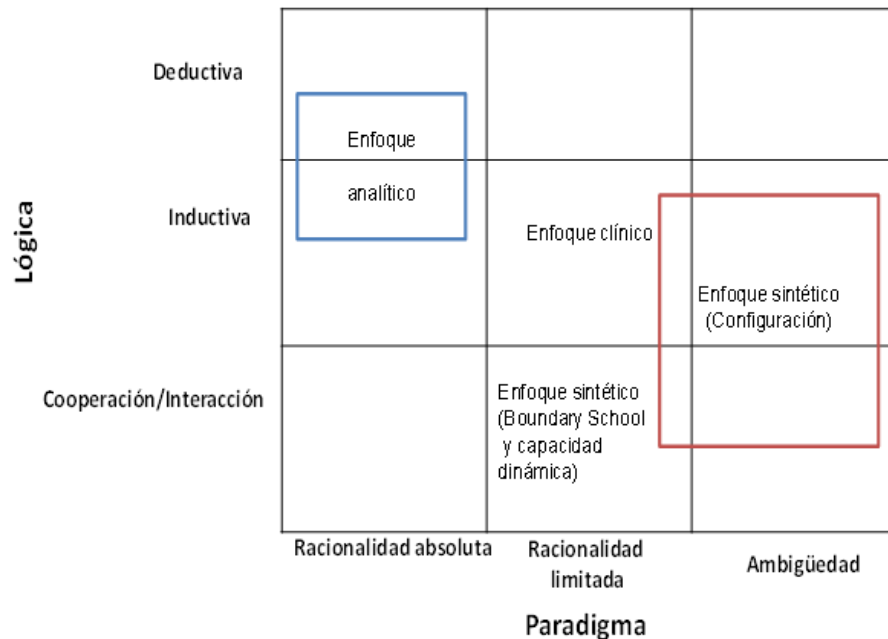 Deductiva
Enfoque
analítico
Lógica
Inductiva
Enfoque clínico
Enfoque sintético
(Configuración)
Cooperación/Interacción
Enfoque sintético
(Boundary School
y capacidad
dinámica)
Racionalidad absoluta
Racionalidad
limitada
Ambigüedad
Paradigma